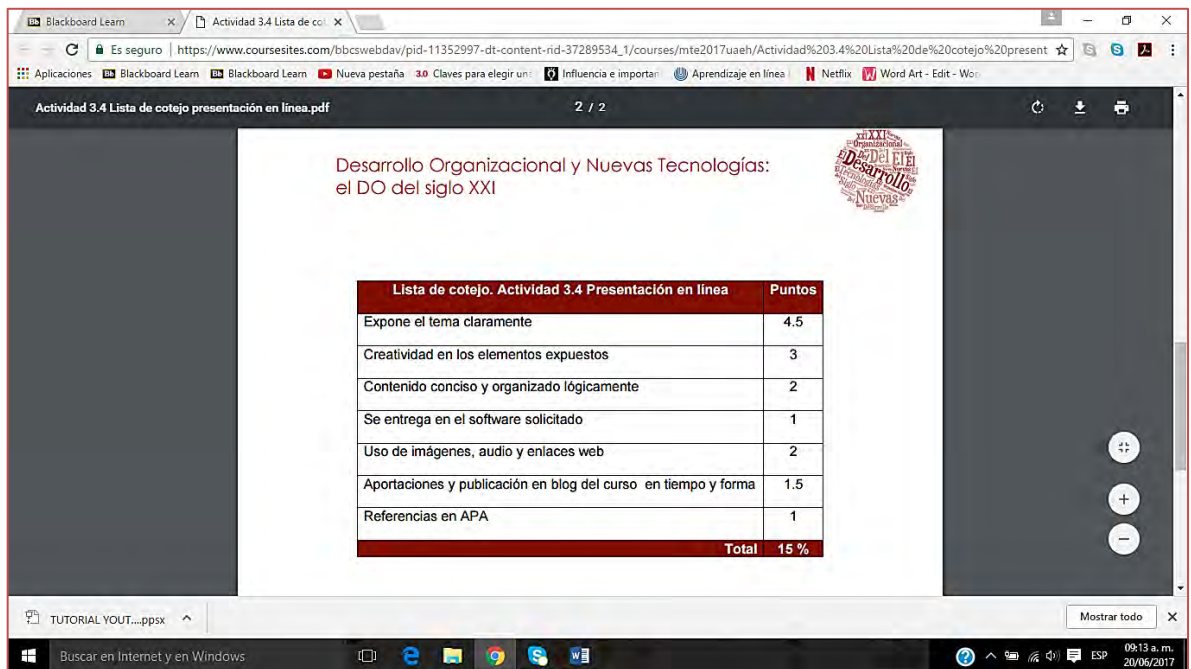 Blackboard Learn
Actividad 3.4 Lista de col
Es seguro | https://www.coursesites.com/bbcswebdav/pid-11352997-dt-content-rid-37289534_1/courses/mte2017uaeh/Actividad%203.4%20Lista%20de%20cotejo%20present
Aplicaciones Blackboard Learn Blackboard Learn Nueva pestaña 3.0 Claves para elegir un Influencia e importan Aprendizaje en línea Netflix Word Art - Edit - Wor
Actividad 3.4 Lista de cotejo presentación en línea.pdf
2 / 2
Desarrollo Organizacional y Nuevas Tecnologías:
el DO del siglo XXI
XXI
Organizacional
Desarrollo
Nuevas
Lista de cotejo. Actividad 3.4 Presentación en línea Puntos
Expone el tema claramente 4.5
Creatividad en los elementos expuestos 3
Contenido conciso y organizado lógicamente 2
Se entrega en el software solicitado 1
Uso de imágenes, audio y enlaces web 2
Aportaciones y publicación en blog del curso en tiempo y forma 1.5
Referencias en APA 1
Total 15 %
TUTORIAL YOUT....ppsx
Mostrar todo
Buscar en Internet y en Windows
ESP
09:13 a. m.
20/06/2017